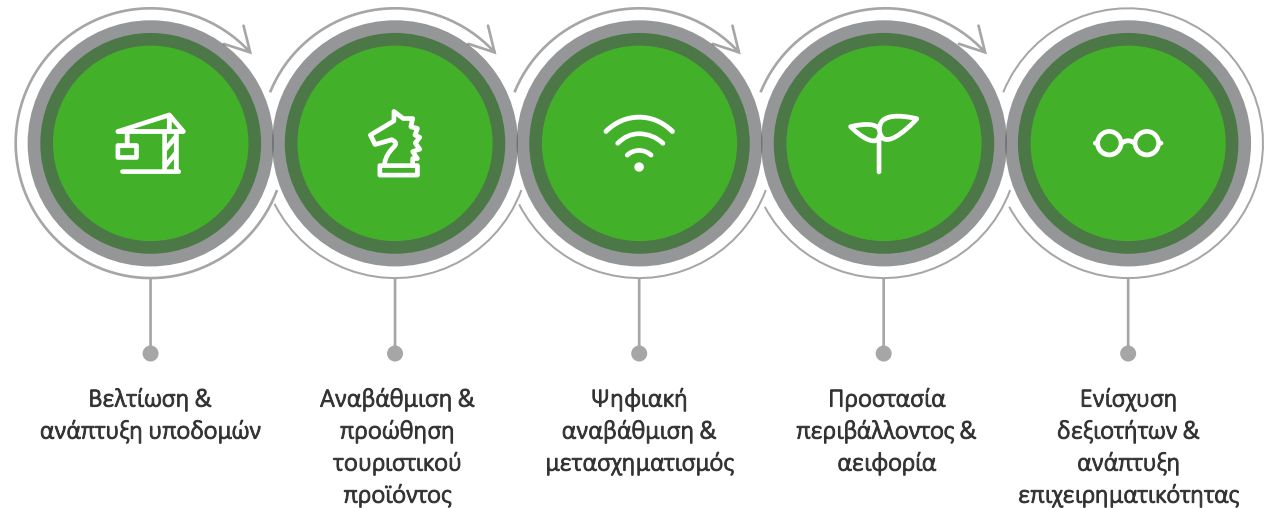 Βελτίωση &
ανάπτυξη υποδομών
Αναβάθμιση &
προώθηση
τουριστικού
προϊόντος
Ψηφιακή
αναβάθμιση &
μετασχηματισμός
Προστασία
περιβάλλοντος &
αειφορία
Ενίσχυση
δεξιοτήτων &
ανάπτυξη
επιχειρηματικότητας